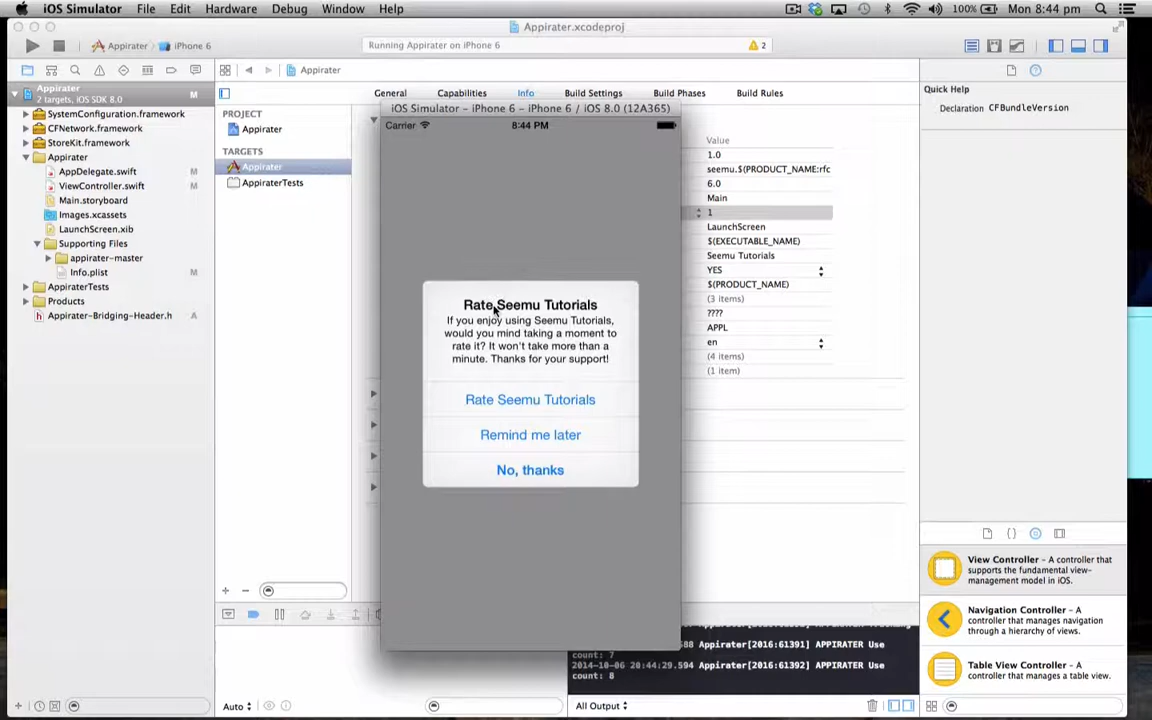 iOS Simulator File Edit Hardware Debug Window Help 100% Mon 8:44 pm
Appirater.xcodeproj
Appirater iPhone 6
Running Appirater on iPhone 6
2
Appirater
General Capabilities Info Build Settings Build Phases Build Rules
Appirater
2 targets, iOS SDK 8.0
M
SystemConfiguration.framework
CFNetwork.framework
StoreKit.framework
Appirater
AppDelegate.swift M
ViewController.swift M
Main.storyboard
Images.xcassets
LaunchScreen.xib
Supporting Files
appirater-master
Info.plist M
AppiraterTests
Products
Appirater-Bridging-Header.h A
PROJECT
Appirater
TARGETS
Appirater
AppiraterTests
iOS Simulator – iPhone 6 – iPhone 6 / iOS 8.0 (12A365)
Carrier 8:44 PM
Rate Seemu Tutorials
If you enjoy using Seemu Tutorials,
would you mind taking a moment to
rate it? It won't take more than a
minute. Thanks for your support!
Rate Seemu Tutorials
Remind me later
No, thanks
Value
1.0
seemu.$(PRODUCT_NAME:rfc
6.0
Main
1
LaunchScreen
$(EXECUTABLE_NAME)
Seemu Tutorials
YES
$(PRODUCT_NAME)
(3 items)
????
APPL
en
(4 items)
(1 item)
Quick Help
Declaration CFBundleVersion
View Controller – A controller that
supports the fundamental view-
management model in iOS.
Navigation Controller – A
controller that manages navigation
through a hierarchy of views.
Table View Controller – A
controller that manages a table view.
88 Appirater[2016:61391] APPIRATER Use
count: 7
2014-10-06 20:44:29.594 Appirater[2016:61392] APPIRATER Use
count: 8
Auto
All Output